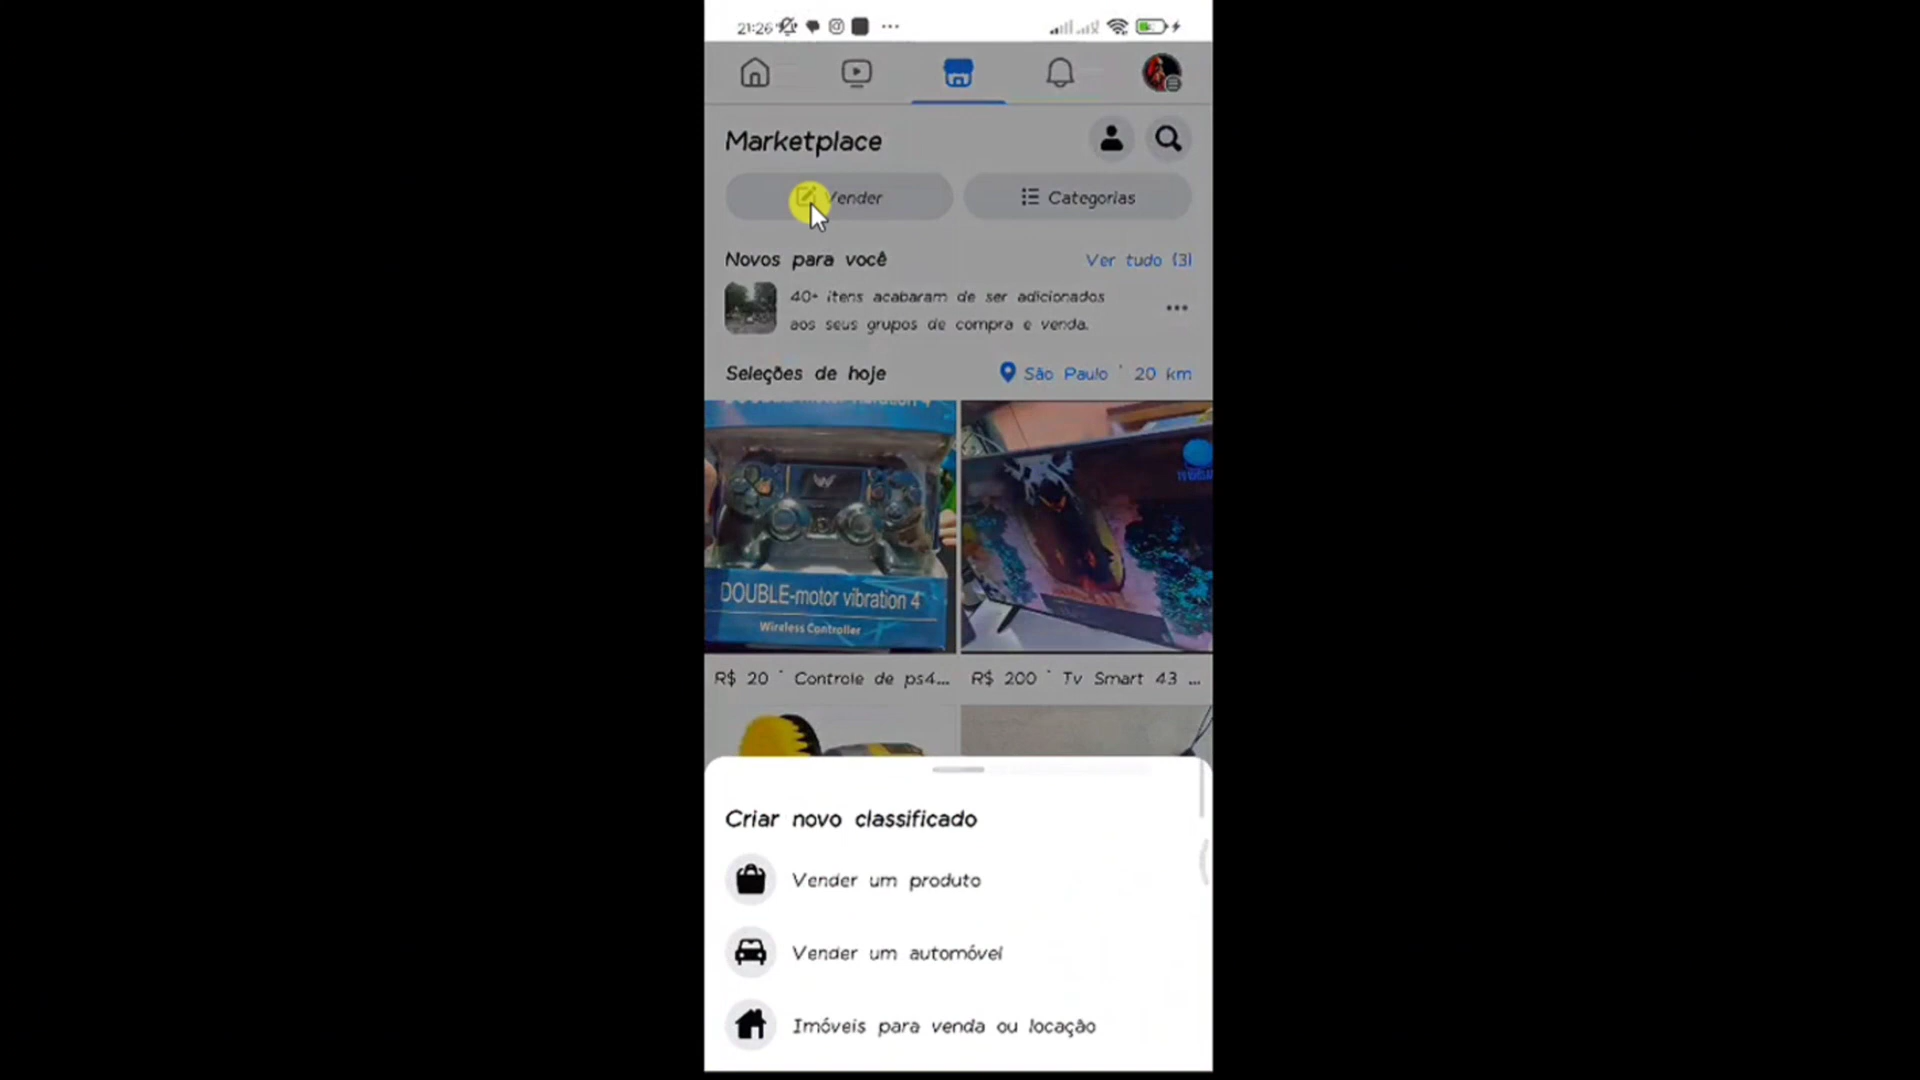 21:26
Marketplace
Vender
Categorias
Novos para você
Ver tudo (3)
40+ itens acabaram de ser adicionados
aos seus grupos de compra e venda.
Seleções de hoje
São Paulo · 20 km
DOUBLE-motor vibration 4
Wireless Controller
R$ 20 · Controle de ps4...
R$ 200 · Tv Smart 43 ...
Criar novo classificado
Vender um produto
Vender um automóvel
Imóveis para venda ou locação